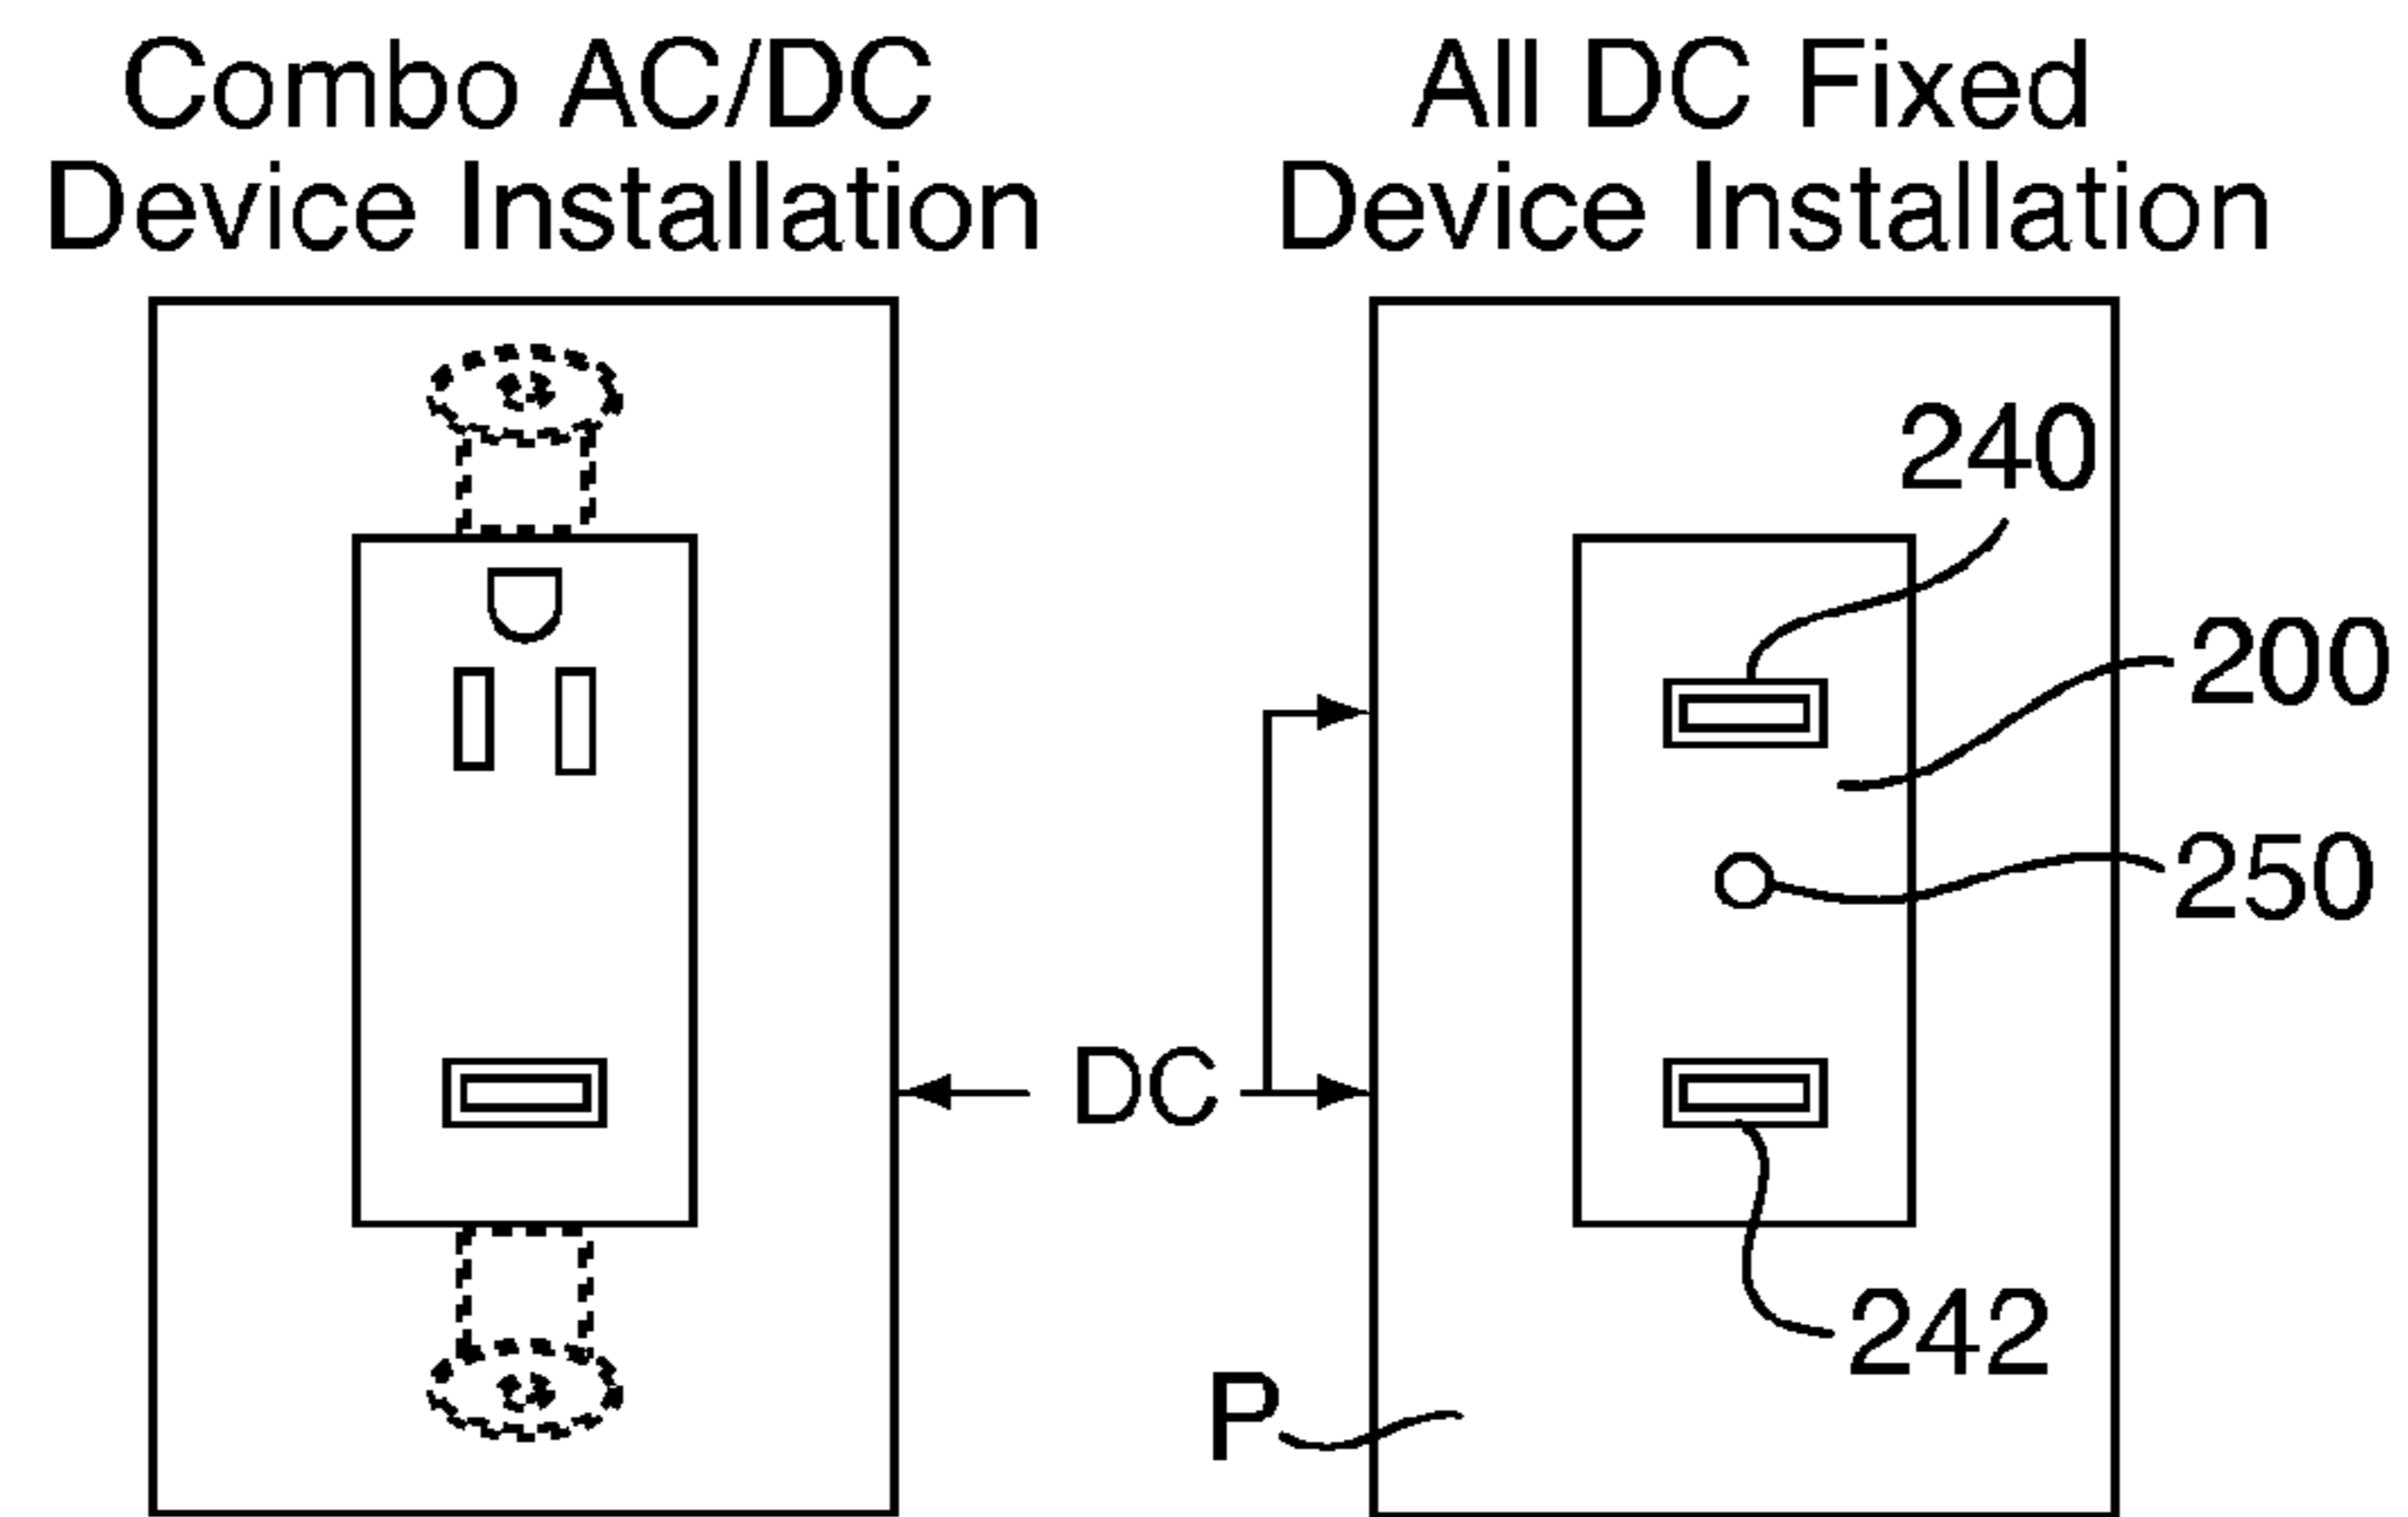 Combo AC/DC
Device Installation
All DC Fixed
Device Installation
240
200
250
DC
242
P